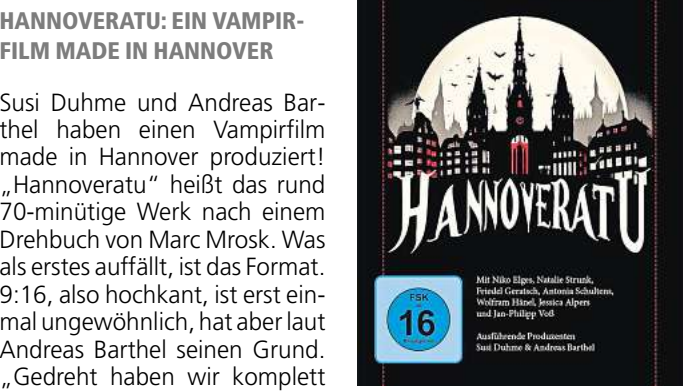 HANNOVERATU: EIN VAMPIR-
FILM MADE IN HANNOVER
Susi Duhme und Andreas Bar-
thel haben einen Vampirfilm
made in Hannover produziert!
„Hannoveratu“ heißt das rund
70-minütige Werk nach einem
Drehbuch von Marc Mrosk. Was
als erstes auffällt, ist das Format.
9:16, also hochkant, ist erst ein-
mal ungewöhnlich, hat aber laut
Andreas Barthel seinen Grund.
„Gedreht haben wir komplett
HANNOVERATU
Mit Niko Elges, Natalie Strunk,
Friedel Geratsch, Antonia Schultens,
Wolfram Hänel, Jessica Alpers
und Jan-Philipp Voß
Ausführende Produzenten
Susi Duhme & Andreas Barthel
FSK
16